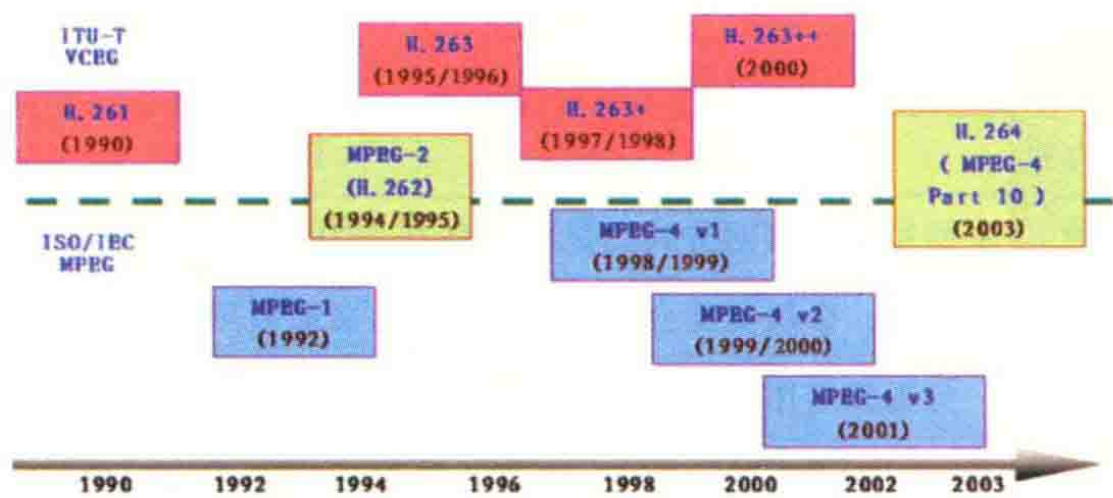 ITU-T
VCEG
H.261
(1990)
H.263
(1995/1996)
H.263+
(1997/1998)
H.263++
(2000)
MPEG-2
(H.262)
(1994/1995)
H.264
( MPEG-4
Part 10 )
(2003)
ISO/IEC
MPEG
MPEG-1
(1992)
MPEG-4 v1
(1998/1999)
MPEG-4 v2
(1999/2000)
MPEG-4 v3
(2001)
1990 1992 1994 1996 1998 2000 2002 2003